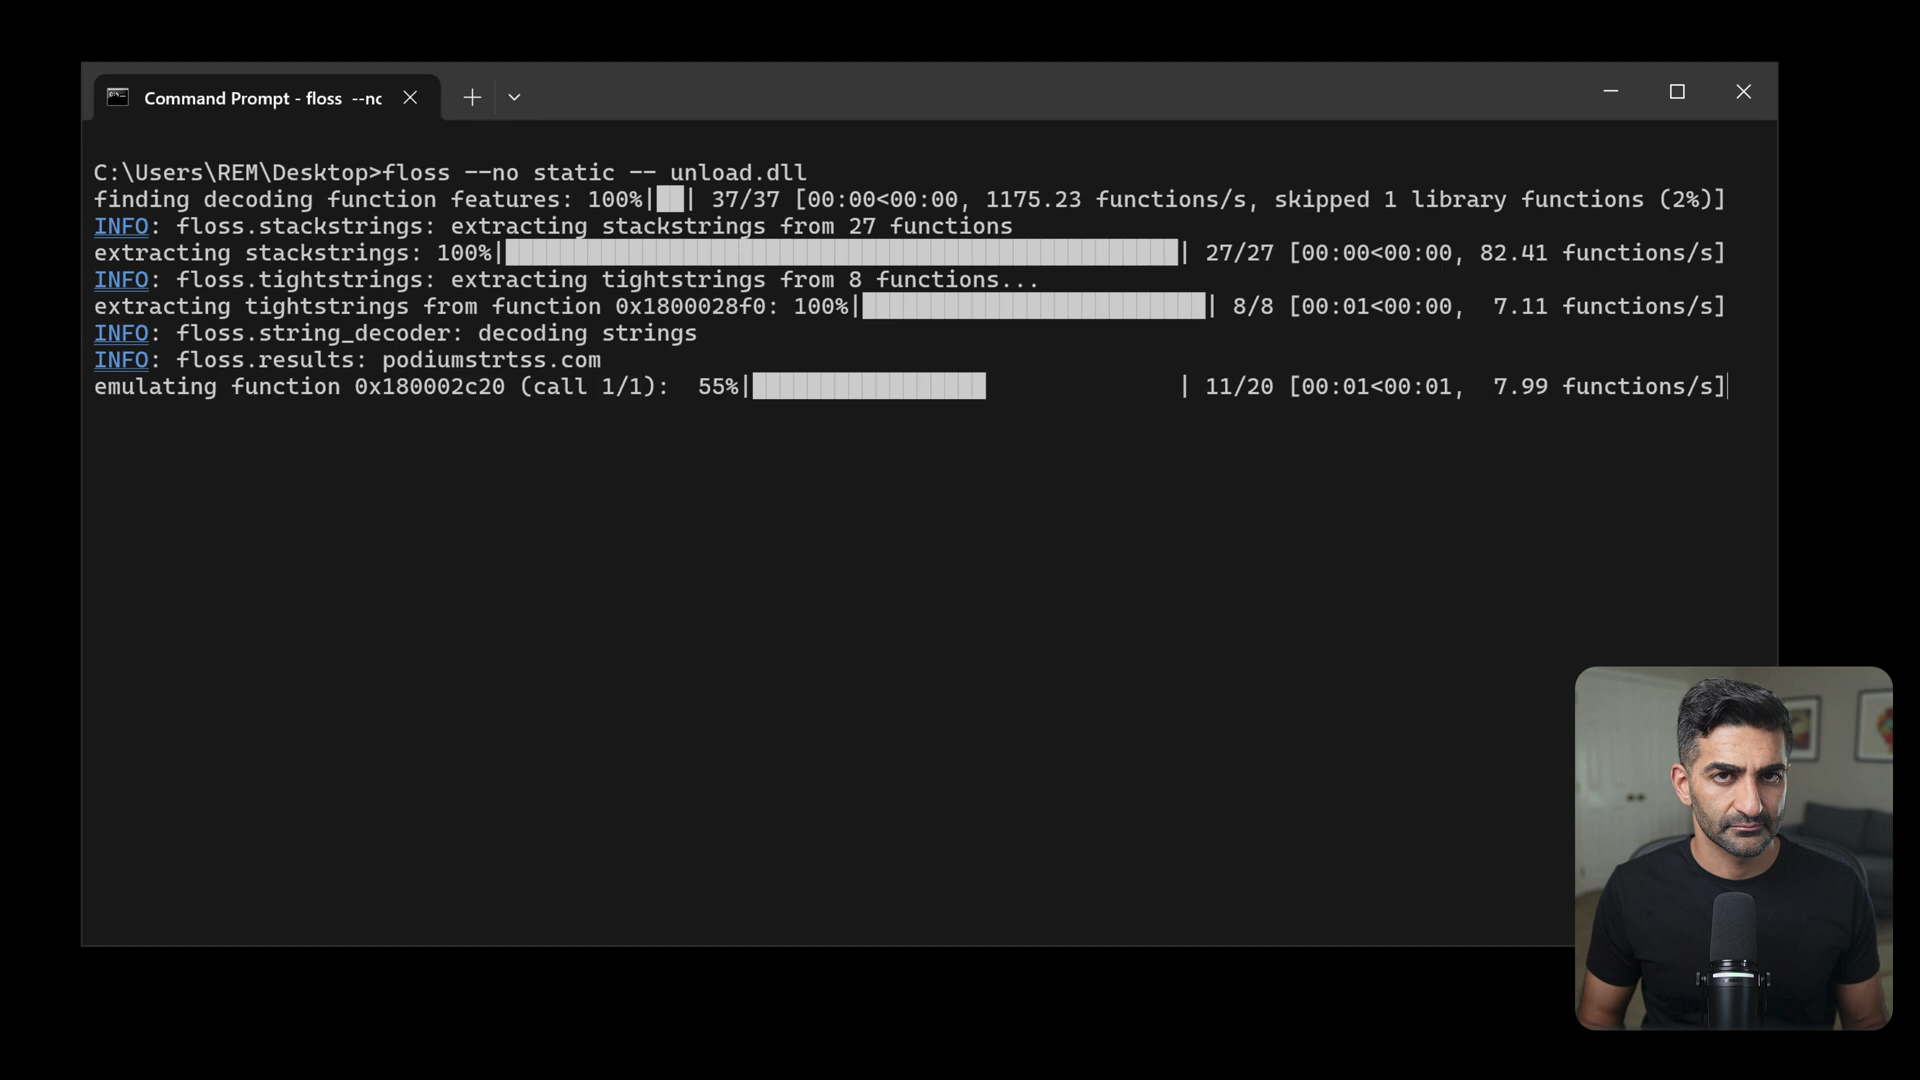 Command Prompt - floss --nc
C:\Users\REM\Desktop>floss --no static -- unload.dll
finding decoding function features: 100%|██| 37/37 [00:00<00:00, 1175.23 functions/s, skipped 1 library functions (2%)]
INFO: floss.stackstrings: extracting stackstrings from 27 functions
extracting stackstrings: 100%|█████████████████████████████████████████████████| 27/27 [00:00<00:00, 82.41 functions/s]
INFO: floss.tightstrings: extracting tightstrings from 8 functions...
extracting tightstrings from function 0x1800028f0: 100%|█████████████████████████| 8/8 [00:01<00:00, 7.11 functions/s]
INFO: floss.string_decoder: decoding strings
INFO: floss.results: podiumstrtss.com
emulating function 0x180002c20 (call 1/1): 55%|█████████████████ | 11/20 [00:01<00:01, 7.99 functions/s]